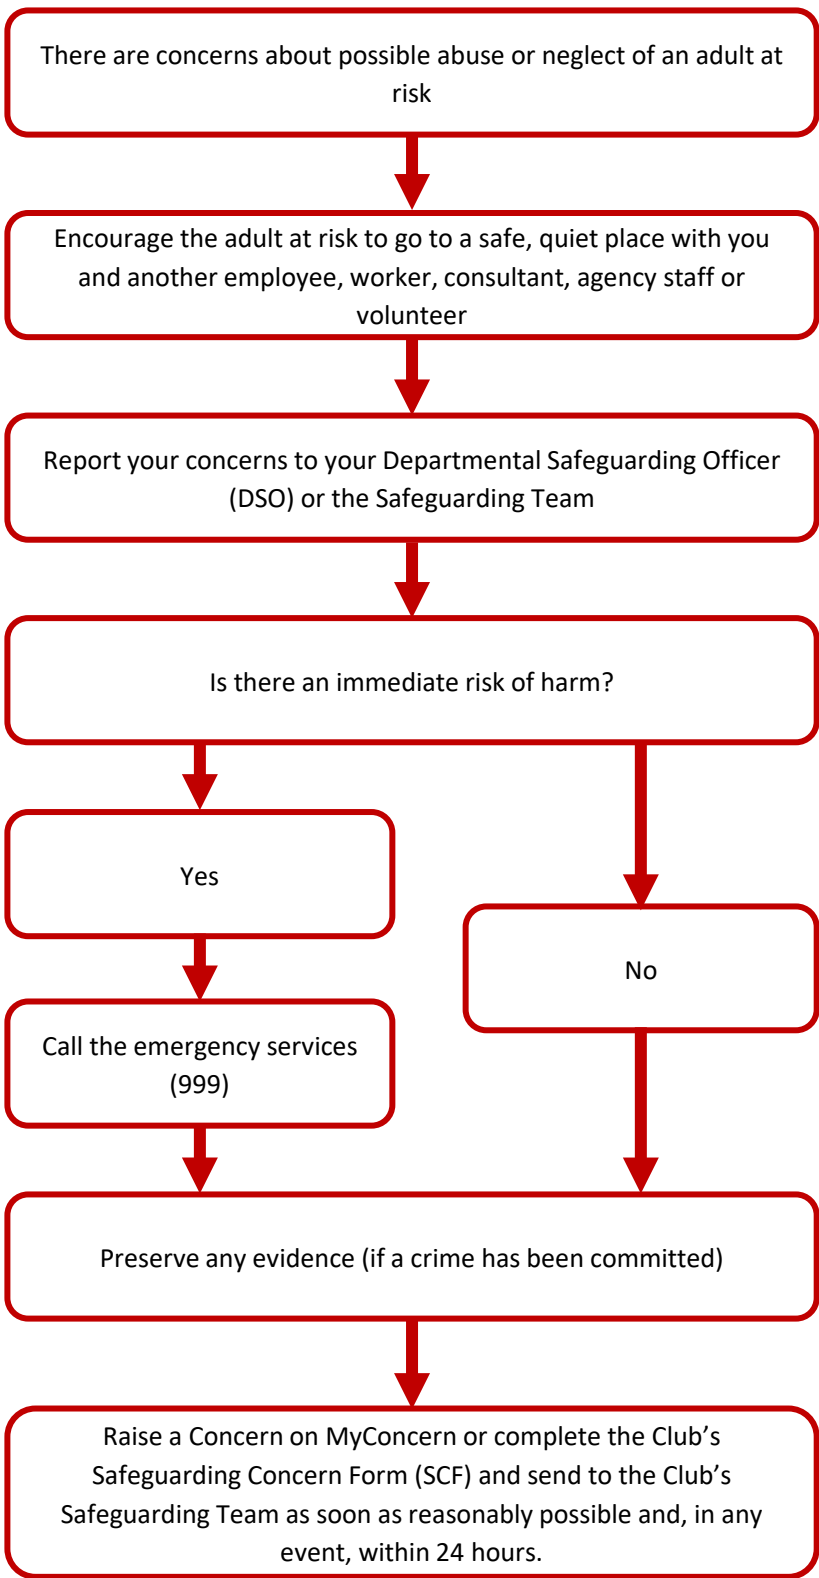 There are concerns about possible abuse or neglect of an adult at
risk
Encourage the adult at risk to go to a safe, quiet place with you
and another employee, worker, consultant, agency staff or
volunteer
Report your concerns to your Departmental Safeguarding Officer
(DSO) or the Safeguarding Team
Is there an immediate risk of harm?
Yes
No
Call the emergency services
(999)
Preserve any evidence (if a crime has been committed)
Raise a Concern on MyConcern or complete the Club’s
Safeguarding Concern Form (SCF) and send to the Club’s
Safeguarding Team as soon as reasonably possible and, in any
event, within 24 hours.